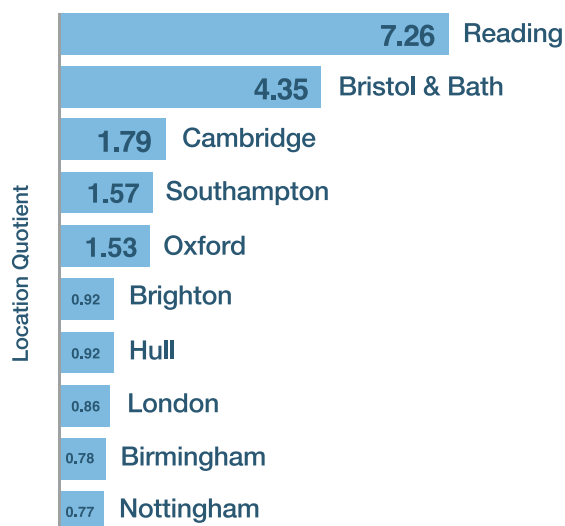 7.26 Reading
4.35 Bristol & Bath
1.79 Cambridge
1.57 Southampton
1.53 Oxford
0.92 Brighton
0.92 Hull
0.86 London
0.78 Birmingham
0.77 Nottingham
Location Quotient